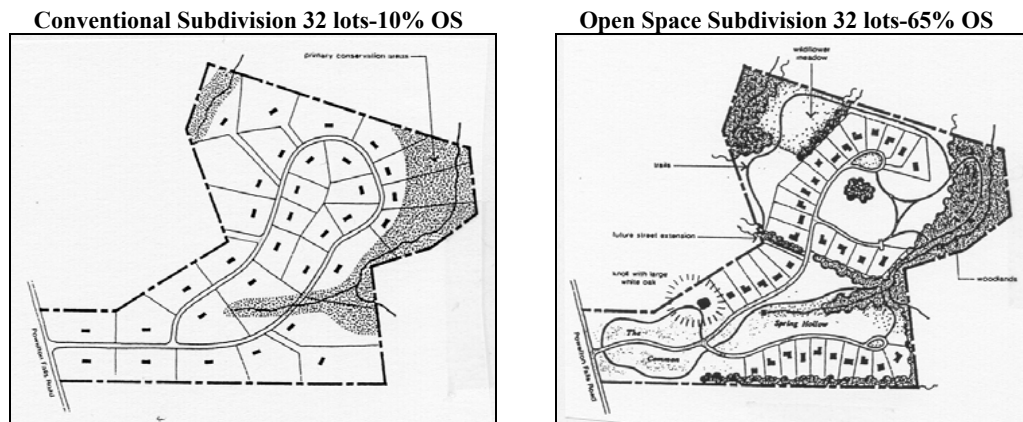 Conventional Subdivision 32 lots-10% OS
Open Space Subdivision 32 lots-65% OS
primary conservation areas
wildflower
meadow
trails
future street extension
knot with large
white oak
woodlands
Spring Hollow
The
Common
Powelton Falls Road
Powelton Falls Road